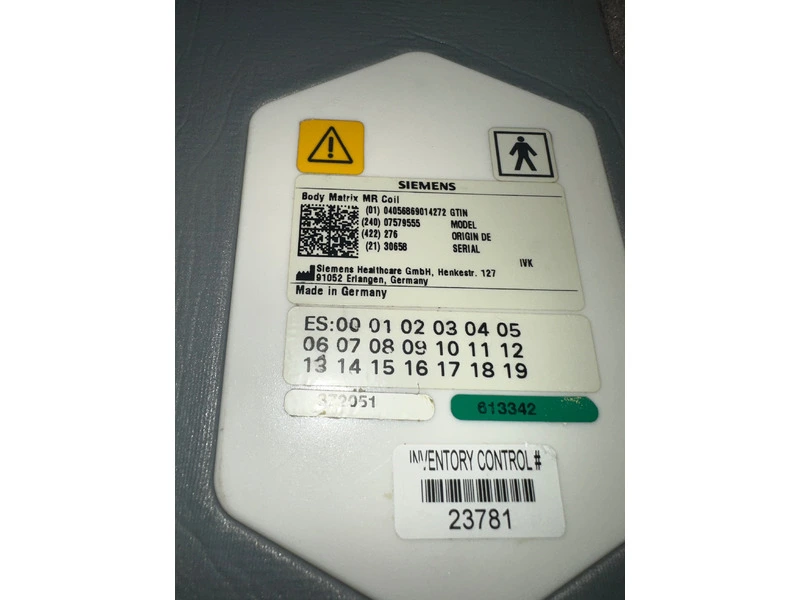 SIEMENS
Body Matrix MR Coil
(01) 04056869014272 GTIN
(240) 07579555 MODEL
(422) 276 ORIGIN DE
(21) 30658 SERIAL
IVK
Siemens Healthcare GmbH, Henkestr. 127
91052 Erlangen, Germany
Made in Germany
ES:00 01 02 03 04 05
06 07 08 09 10 11 12
13 14 15 16 17 18 19
613342
INVENTORY CONTROL#
23781